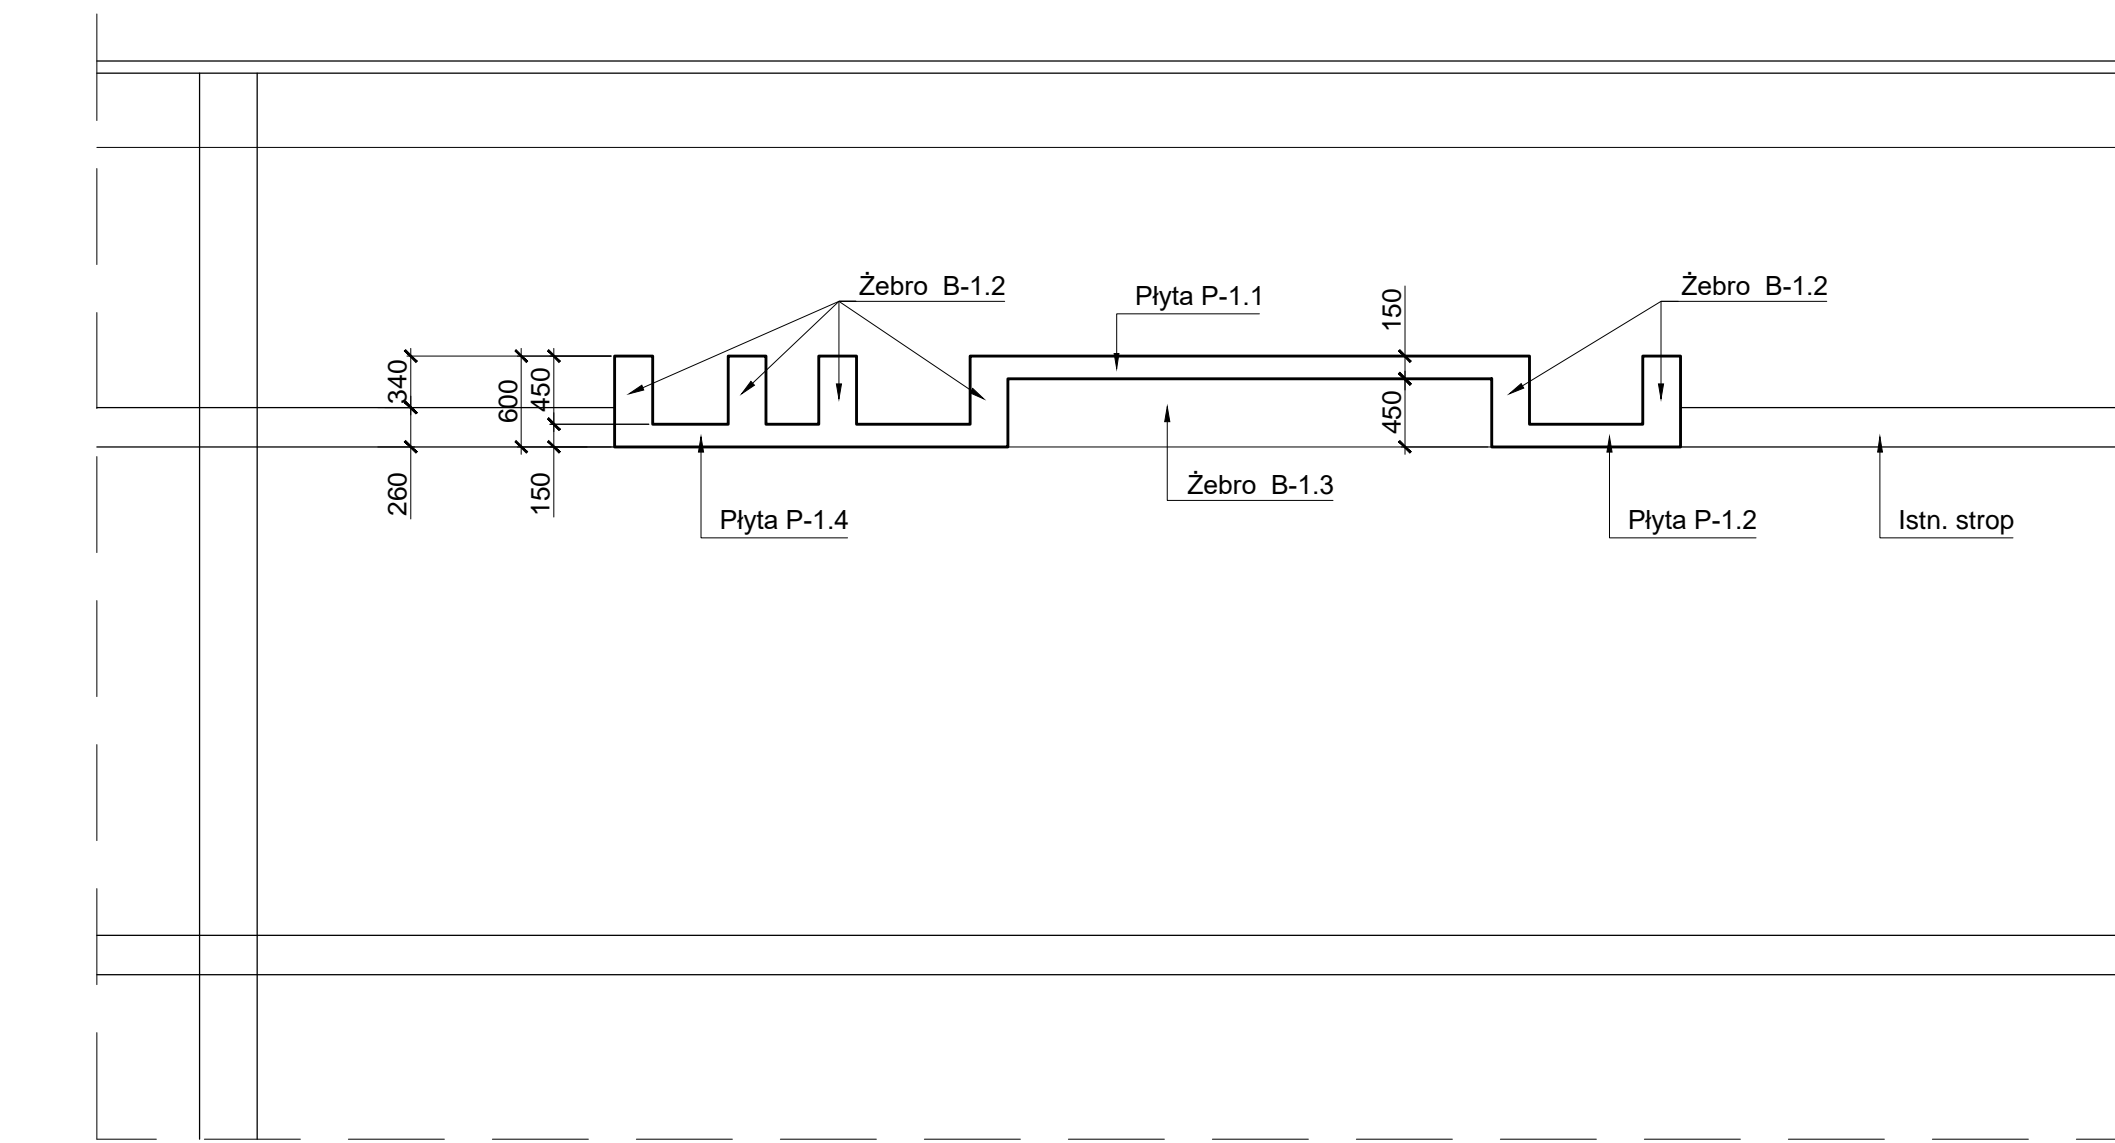 Żebro  B-1.2
Płyta P-1.1
150
Żebro  B-1.2
340
600
450
450
260
150
Żebro  B-1.3
Płyta P-1.4
Płyta P-1.2
Istn. strop